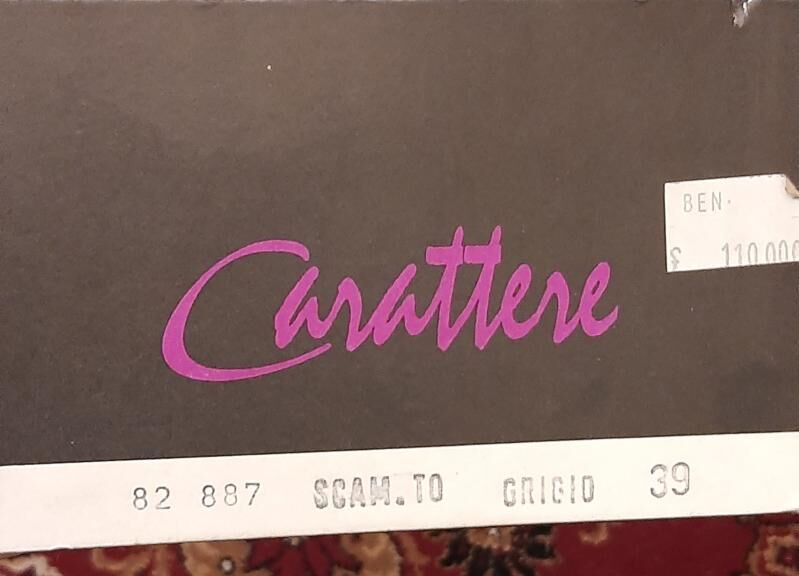 BEN.
$ 110.000
Carattere
82 887 SCAM.TO GRIGIO 39